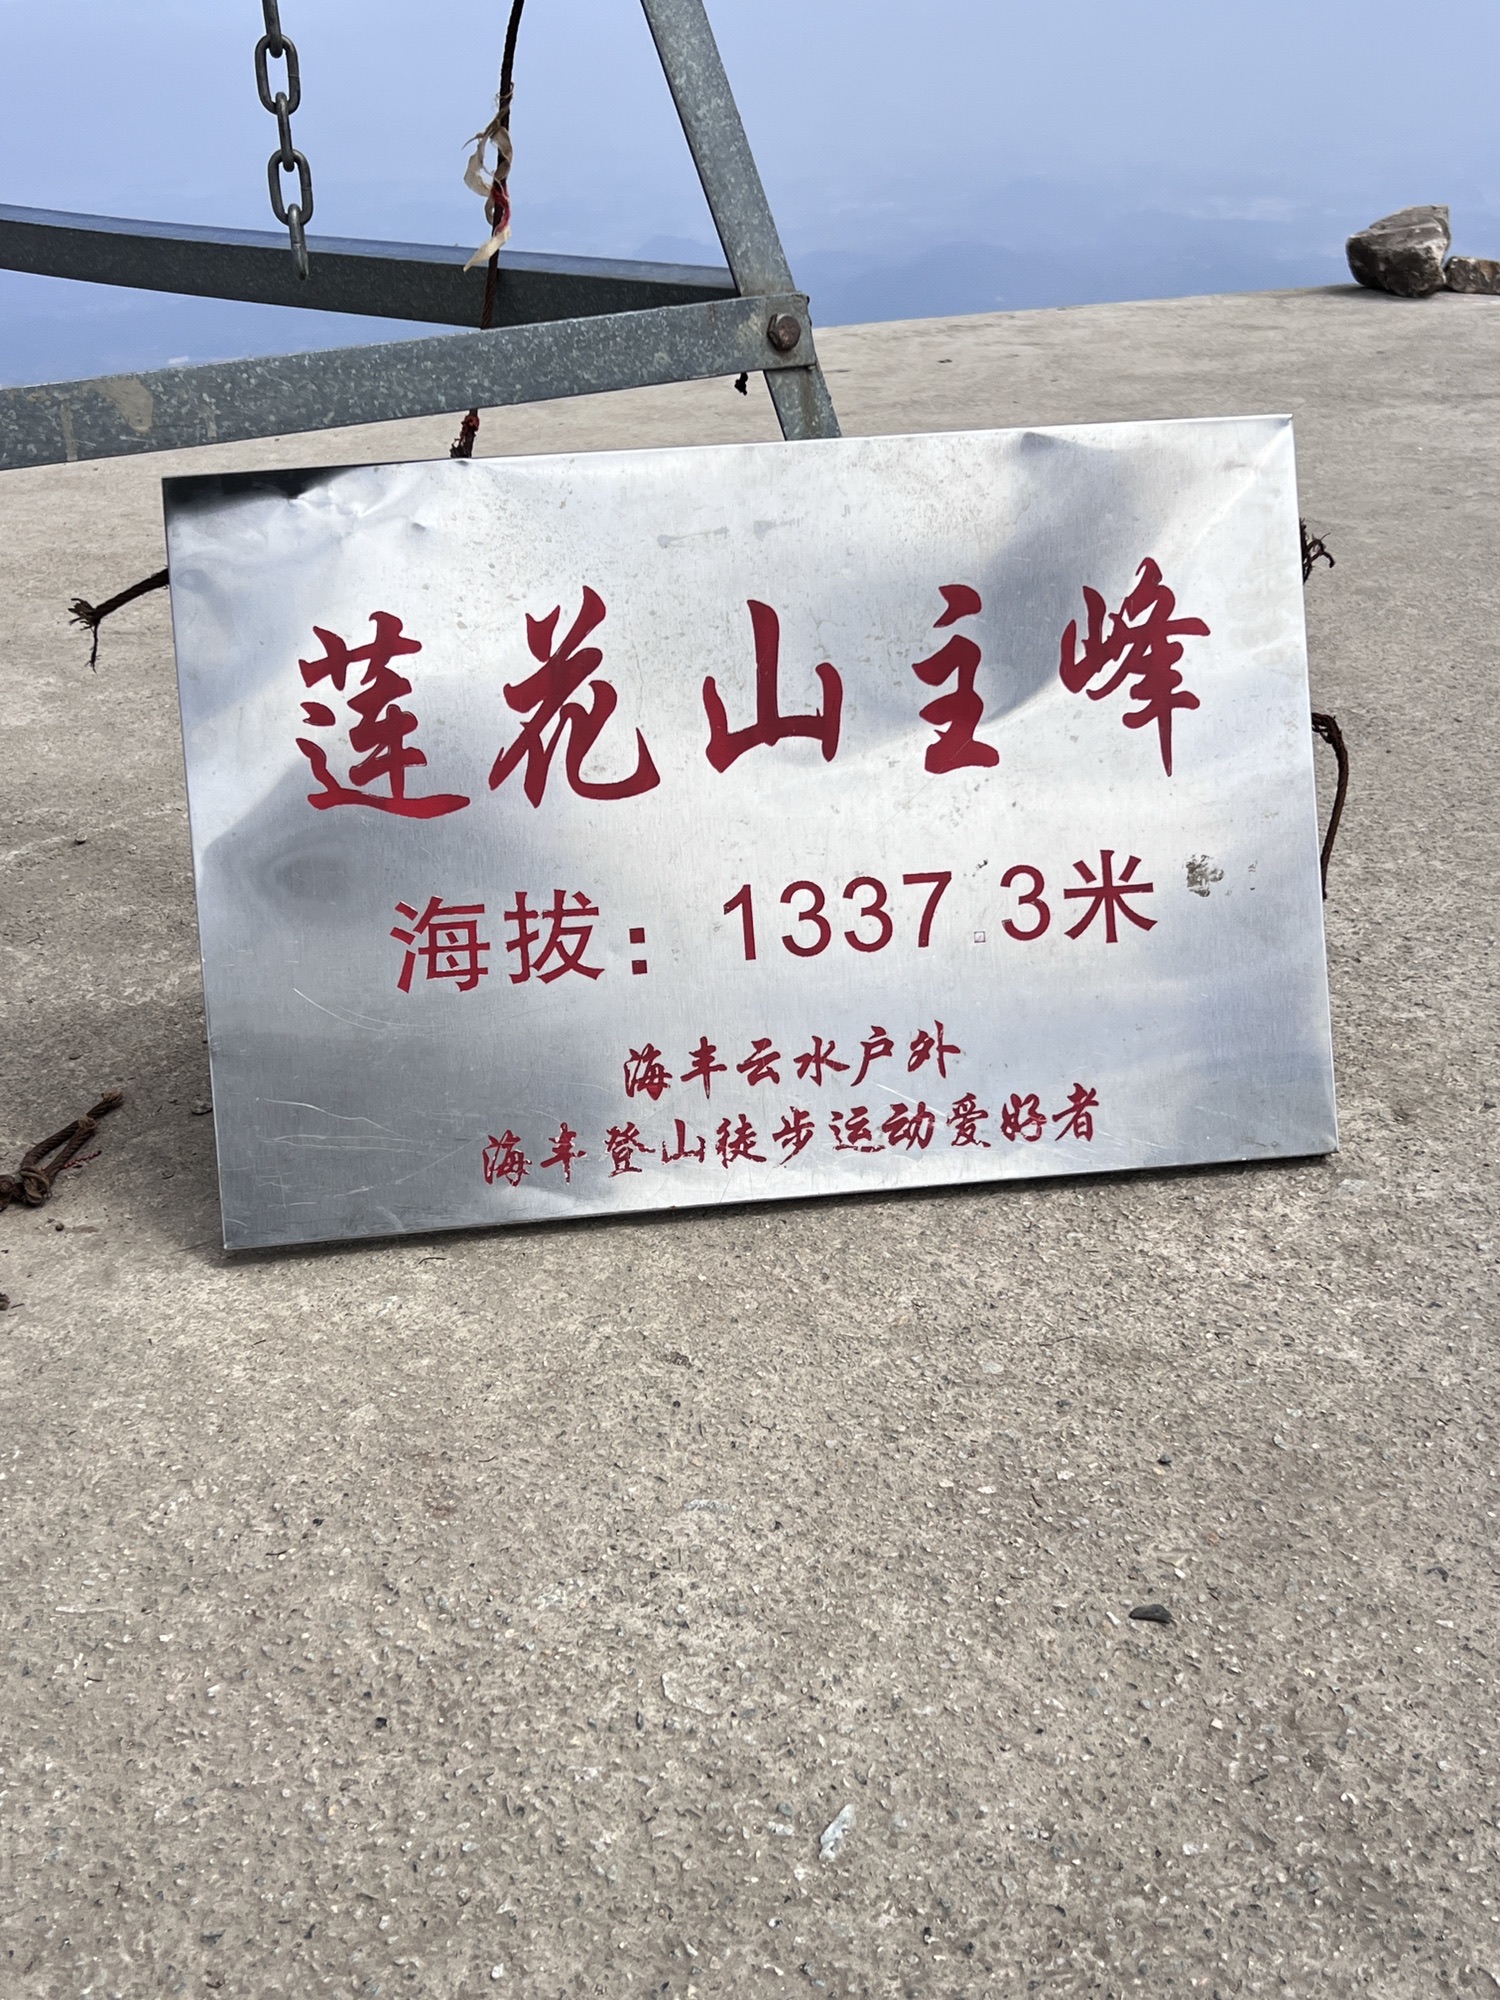 莲花山主峰
海拔：1337.3米
海丰云水户外
海丰登山徒步运动爱好者